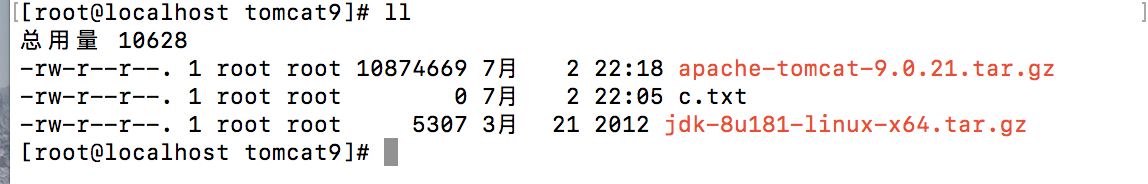 [root@localhost tomcat9]# ll
总用量 10628
-rw-r--r--. 1 root root 10874669 7月   2 22:18 apache-tomcat-9.0.21.tar.gz
-rw-r--r--. 1 root root        0 7月   2 22:05 c.txt
-rw-r--r--. 1 root root     5307 3月  21 2012 jdk-8u181-linux-x64.tar.gz
[root@localhost tomcat9]#